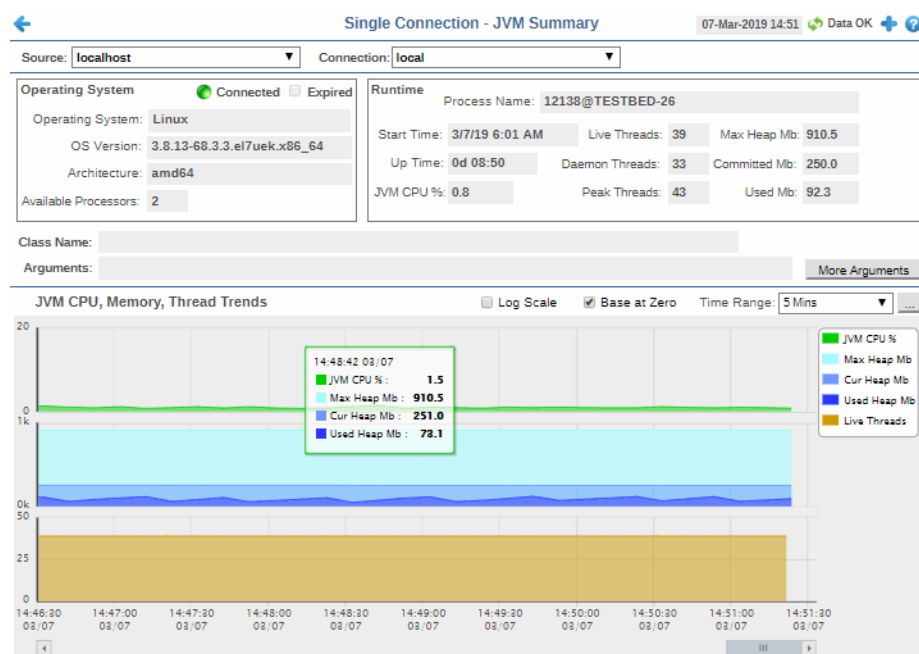 Single Connection - JVM Summary
07-Mar-2019 14:51 Data OK
Source: localhost Connection: local
Operating System Connected Expired
Operating System: Linux
OS Version: 3.8.13-68.3.3.el7uek.x86_64
Architecture: amd64
Available Processors: 2
Runtime
Process Name: 12138@TESTBED-26
Start Time: 3/7/19 6:01 AM Live Threads: 39 Max Heap Mb: 910.5
Up Time: 0d 08:50 Daemon Threads: 33 Committed Mb: 250.0
JVM CPU %: 0.8 Peak Threads: 43 Used Mb: 92.3
Class Name:
Arguments: More Arguments
JVM CPU, Memory, Thread Trends Log Scale Base at Zero Time Range: 5 Mins ...
20
0
1k
0k
50
25
0
14:48:42 03/07
JVM CPU % : 1.5
Max Heap Mb : 910.5
Cur Heap Mb : 251.0
Used Heap Mb : 73.1
JVM CPU %
Max Heap Mb
Cur Heap Mb
Used Heap Mb
Live Threads
14:46:30 14:47:00 14:47:30 14:48:00 14:48:30 14:49:00 14:49:30 14:50:00 14:50:30 14:51:00 14:51:30
03/07 03/07 03/07 03/07 03/07 03/07 03/07 03/07 03/07 03/07 03/07